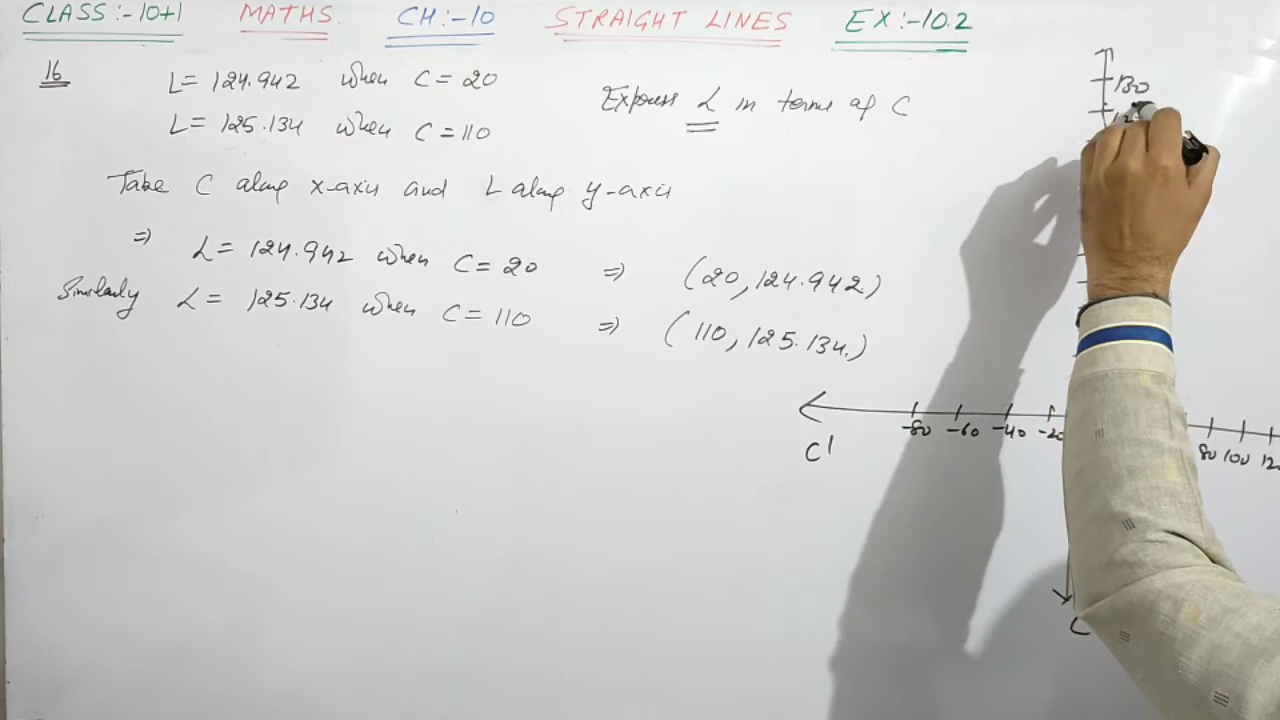 CLASS:-10+1 MATHS. CH:-10 STRAIGHT LINES EX:-10.2
16 L= 124.942 when C = 20
L= 125.134 when C = 110
Express L in terms of C
Take C along x-axis and L along y-axis
⇒ L= 124.942 when C = 20 ⇒ (20, 124.942)
Similarly L = 125.134 when C = 110 ⇒ (110, 125.134.)
130
-80 -60 -40 -20 80 100
C'